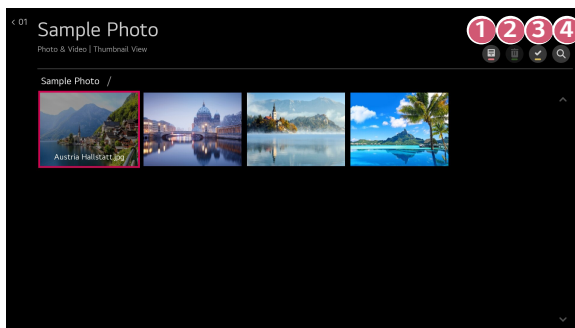 < 01
Sample Photo
Photo & Video | Thumbnail View
1 2 3 4
Sample Photo /
Austria Hallstatt.jpg